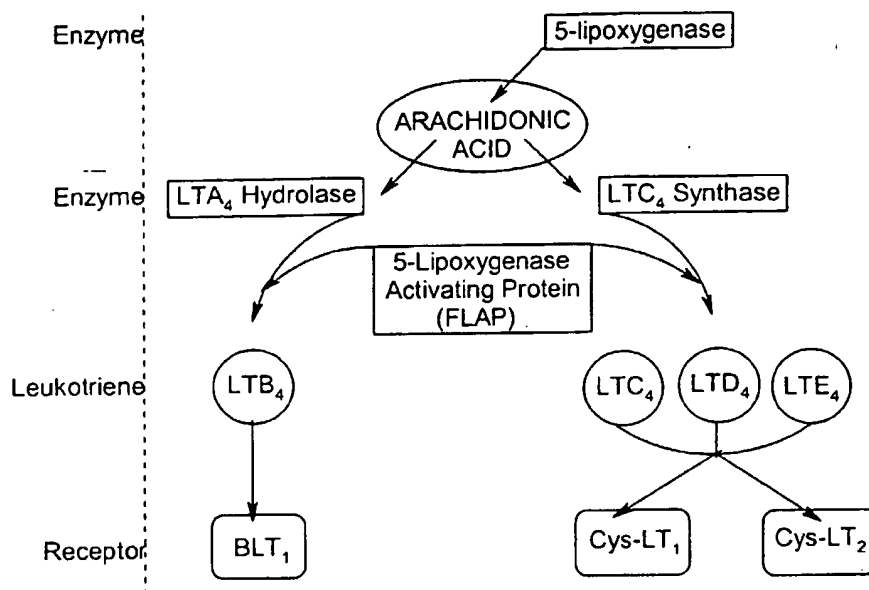 Enzyme
5-lipoxygenase
ARACHIDONIC
ACID
Enzyme
LTA₄ Hydrolase
LTC₄ Synthase
5-Lipoxygenase
Activating Protein
(FLAP)
Leukotriene
LTB₄
LTC₄
LTD₄
LTE₄
Receptor
BLT₁
Cys-LT₁
Cys-LT₂